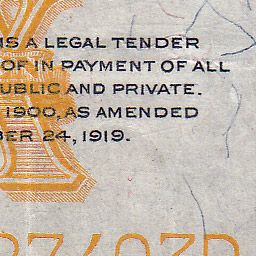 IS A LEGAL TENDER
OF IN PAYMENT OF ALL
UBLIC AND PRIVATE.
1900, AS AMENDED
BER 24, 1919.